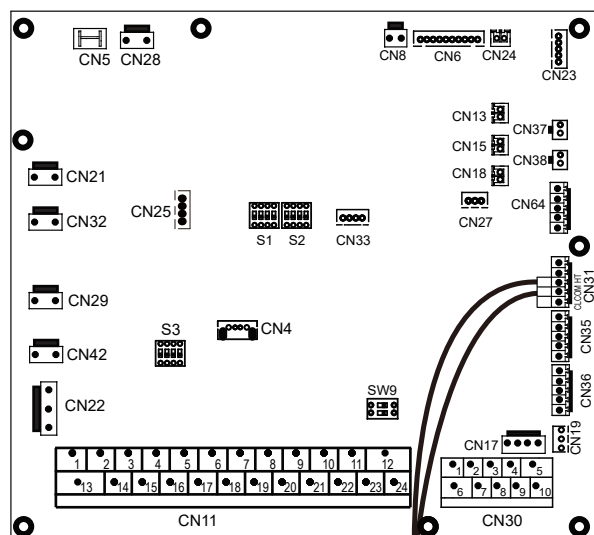 CN5
CN28
CN8
CN6
CN24
CN23
CN13
CN37
CN15
CN38
CN18
CN21
CN32
CN25
S1
S2
CN33
CN27
CN64
CN31
CL COM HT
CN29
CN35
CN42
S3
CN4
CN36
CN22
SW9
CN17
CN19
1 2 3 4 5 6 7 8 9 10 11 12
13 14 15 16 17 18 19 20 21 22 23 24
CN11
1 2 3 4 5
6 7 8 9 10
CN30